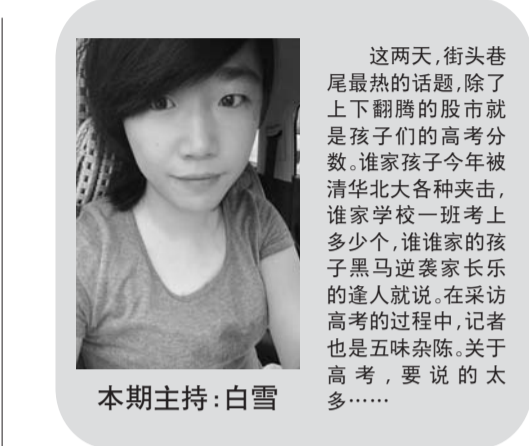 这两天,街头巷
尾最热的话题,除了
上下翻腾的股市就
是孩子们的高考分
数。谁家孩子今年被
清华北大各种夹击,
谁家学校一班考上
多少个,谁谁家的孩
子黑马逆袭家长乐
的逢人就说。在采访
高考的过程中,记者
也是五味杂陈。关于
高考,要说的太
多……
本期主持:白雪